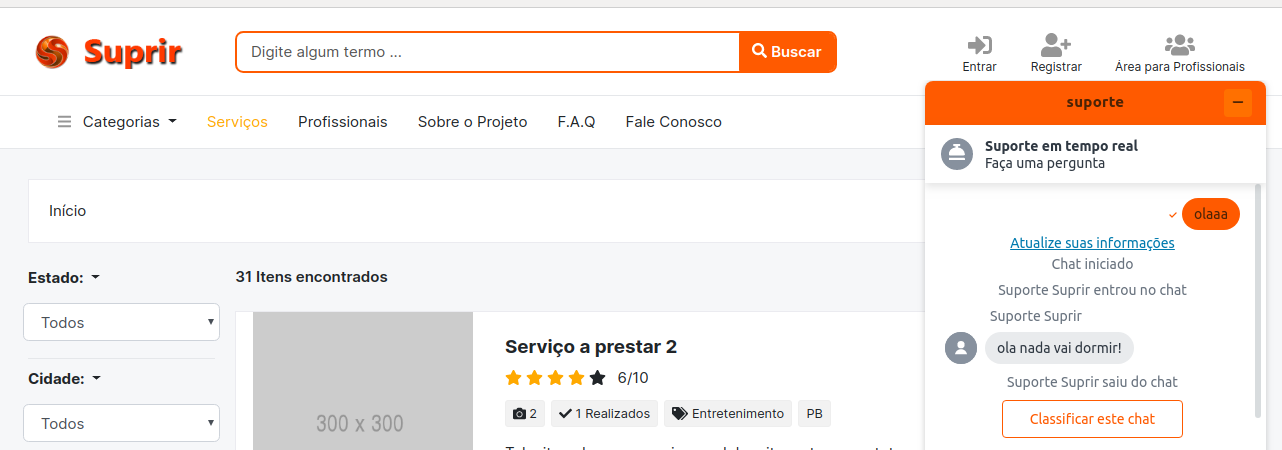 Suprir
Digite algum termo ...
Buscar
Entrar
Registrar
Área para Profissionais
Categorias
Serviços
Profissionais
Sobre o Projeto
F.A.Q
Fale Conosco
Início
Estado:
Todos
Cidade:
Todos
31 Itens encontrados
300 x 300
Serviço a prestar 2
6/10
2
1 Realizados
Entretenimento
PB
suporte
Suporte em tempo real
Faça uma pergunta
olaaa
Atualize suas informações
Chat iniciado
Suporte Suprir entrou no chat
Suporte Suprir
ola nada vai dormir!
Suporte Suprir saiu do chat
Classificar este chat